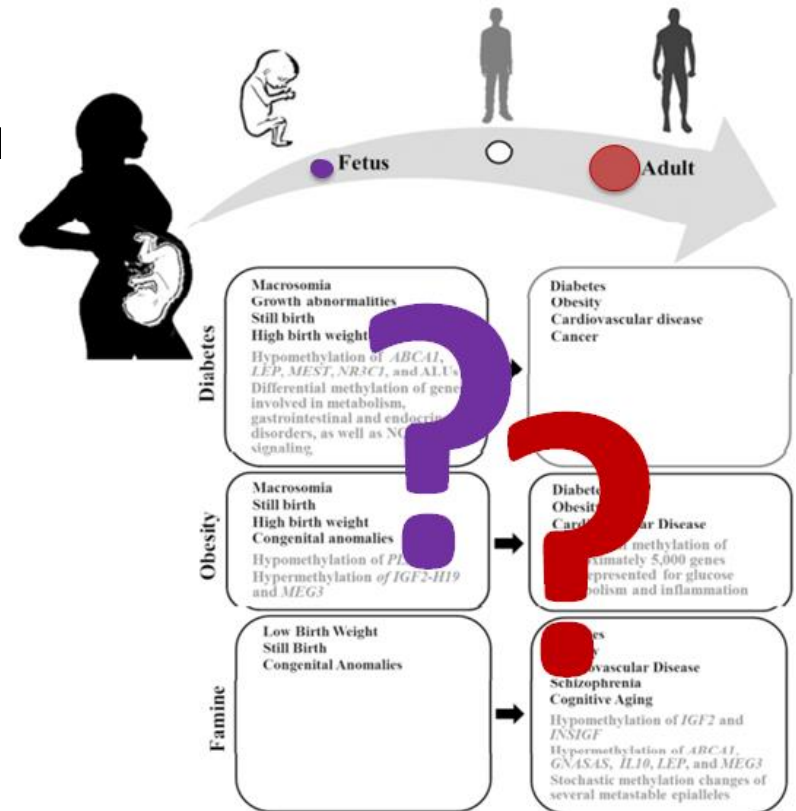 Fetus
Adult
Diabetes
Macrosomia
Growth abnormalities
Still birth
High birth weight
Hypomethylation of ABCA1,
LEP, MEST, NR3C1, and ALUs
Differential methylation of
involved in metabolism,
gastrointestinal and
disorders, as well as
signaling
Diabetes
Obesity
Cardiovascular disease
Cancer
Obesity
Macrosomia
Still birth
High birth weight
Congenital anomalies
Hypomethylation of
Hypermethylation of IGF2-H19
and MEG3
?
?
Disease
methylation of
5,000 genes
for glucose
and inflammation
Famine
Low Birth Weight
Still Birth
Congenital Anomalies
Disease
Schizophrenia
Cognitive Aging
Hypomethylation of IGF2 and
INSIGF
Hypermethylation of ABCA1,
GNASAS, IL10, LEP, and MEG3
Stochastic methylation changes of
several metastable epialleles